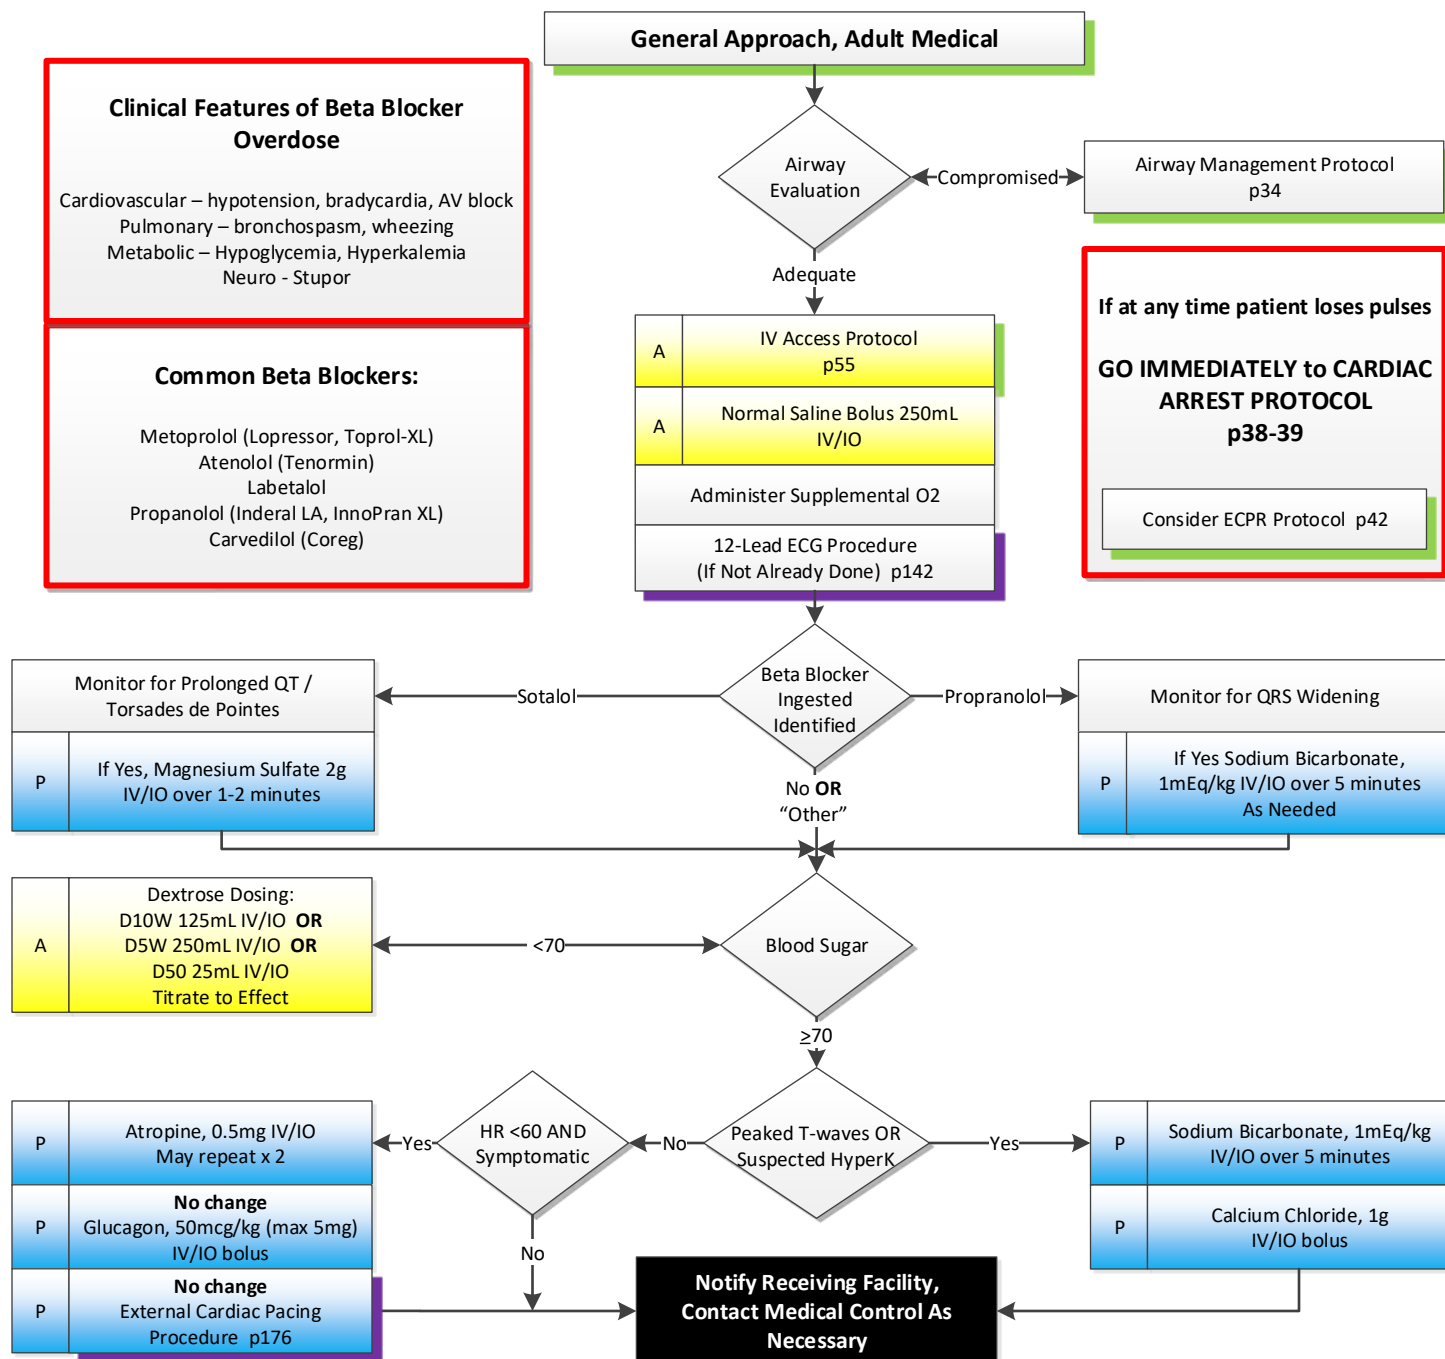 General Approach, Adult Medical
Clinical Features of Beta Blocker
Overdose
Cardiovascular – hypotension, bradycardia, AV block
Pulmonary – bronchospasm, wheezing
Metabolic – Hypoglycemia, Hyperkalemia
Neuro - Stupor
Airway
Evaluation
Compromised
Airway Management Protocol
p34
Adequate
Common Beta Blockers:
Metoprolol (Lopressor, Toprol-XL)
Atenolol (Tenormin)
Labetalol
Propanolol (Inderal LA, InnoPran XL)
Carvedilol (Coreg)
A
IV Access Protocol
p55
A
Normal Saline Bolus 250mL
IV/IO
Administer Supplemental O2
12-Lead ECG Procedure
(If Not Already Done) p142
If at any time patient loses pulses
GO IMMEDIATELY to CARDIAC
ARREST PROTOCOL
p38-39
Consider ECPR Protocol p42
Beta Blocker
Ingested
Identified
Sotalol
Monitor for Prolonged QT /
Torsades de Pointes
P
If Yes, Magnesium Sulfate 2g
IV/IO over 1-2 minutes
Propranolol
Monitor for QRS Widening
P
If Yes Sodium Bicarbonate,
1mEq/kg IV/IO over 5 minutes
As Needed
No OR
“Other”
Blood Sugar
<70
A
Dextrose Dosing:
D10W 125mL IV/IO OR
D5W 250mL IV/IO OR
D50 25mL IV/IO
Titrate to Effect
≥70
Peaked T-waves OR
Suspected HyperK
Yes
P
Sodium Bicarbonate, 1mEq/kg
IV/IO over 5 minutes
P
Calcium Chloride, 1g
IV/IO bolus
No
HR <60 AND
Symptomatic
Yes
P
Atropine, 0.5mg IV/IO
May repeat x 2
P
No change
Glucagon, 50mcg/kg (max 5mg)
IV/IO bolus
P
No change
External Cardiac Pacing
Procedure p176
No
Notify Receiving Facility,
Contact Medical Control As
Necessary